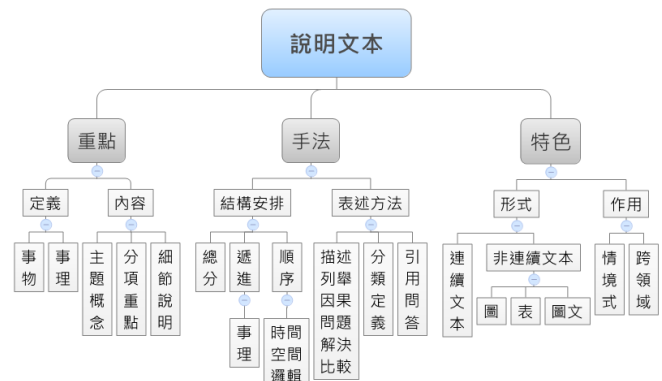 說明文本
重點
手法
特色
定義
內容
結構安排
表述方法
形式
作用
事物
事理
主題概念
分項重點
細節說明
總分
遞進
順序
描述
列舉
因果
問題
解決
比較
分類定義
引用問答
連續文本
非連續文本
情境式
跨領域
事理
時間
空間
邏輯
圖
表
圖文